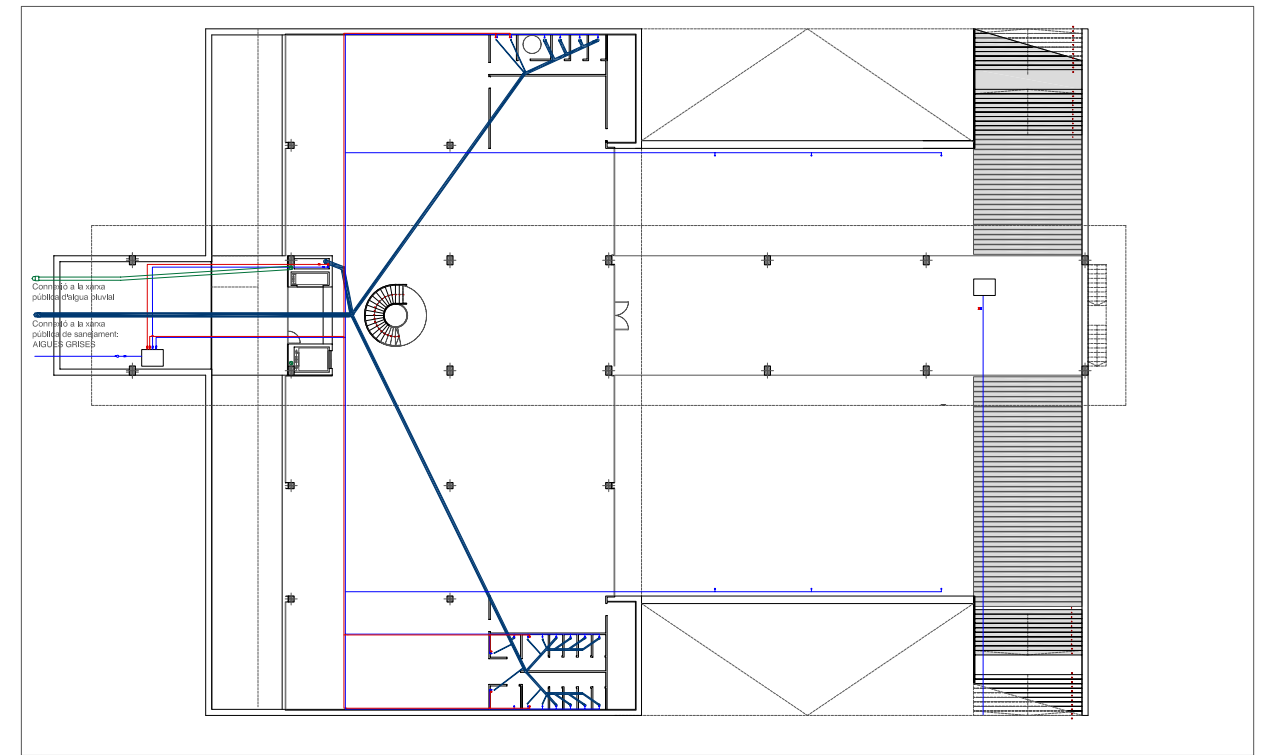 Connexió a la xarxa
pública d'aigua pluvial
Connexió a la xarxa
pública de sanejament:
AIGÜES GRISES